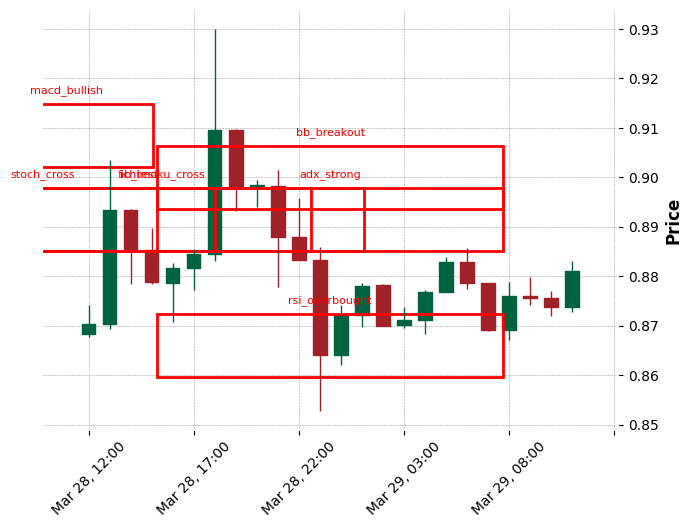 0.93
0.92
macd_bullish
0.91
bb_breakout
0.90
stoch_cross
ichimoku_cross
adx_strong
0.89
Price
0.88
rsi_overbought
0.87
0.86
0.85
Mar 28, 12:00
Mar 28, 17:00
Mar 28, 22:00
Mar 29, 03:00
Mar 29, 08:00